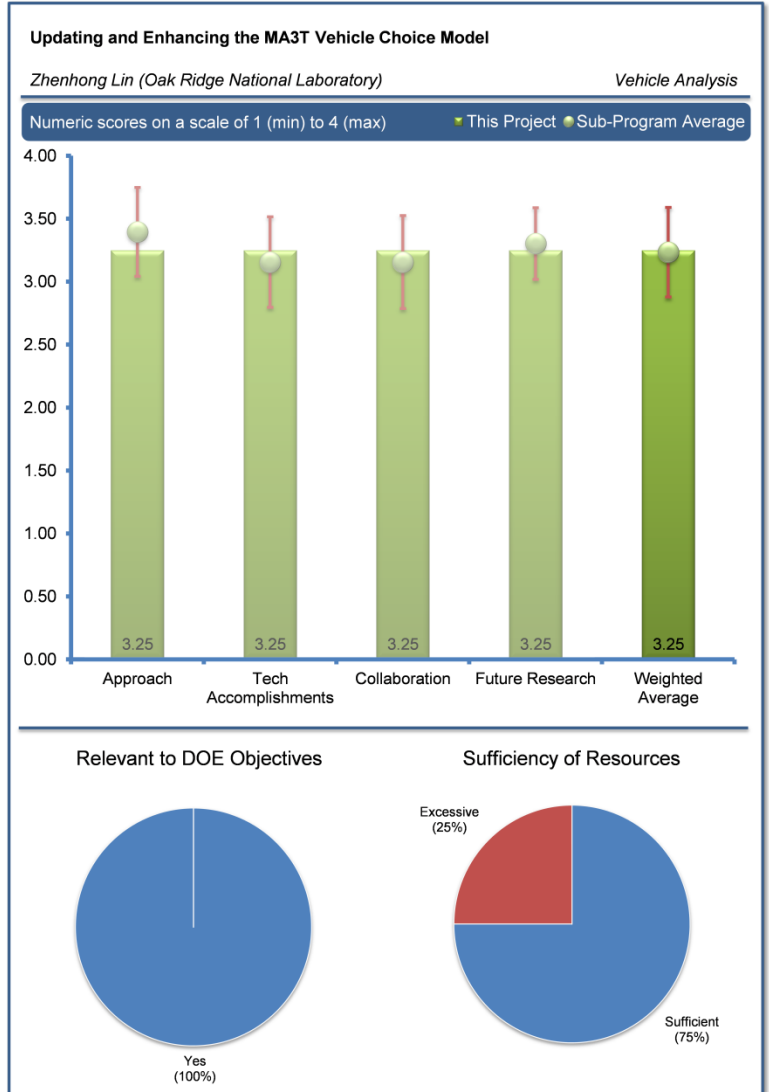 Updating and Enhancing the MA3T Vehicle Choice Model
Zhenhong Lin (Oak Ridge National Laboratory) Vehicle Analysis
Numeric scores on a scale of 1 (min) to 4 (max) This Project Sub-Program Average
4.00
3.50
3.00
2.50
2.00
1.50
1.00
0.50
0.00
3.25 3.25 3.25 3.25 3.25
Approach Tech Collaboration Future Research Weighted
Accomplishments Average
Relevant to DOE Objectives Sufficiency of Resources
Excessive
(25%)
Sufficient
(75%)
Yes
(100%)